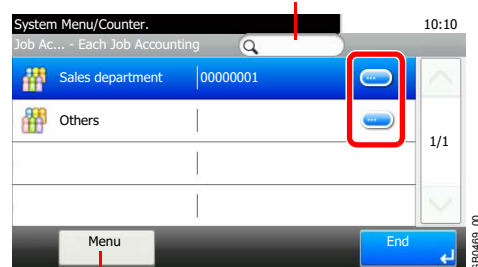 System Menu/Counter. 10:10
Job Ac... - Each Job Accounting
Sales department 00000001
Others
1/1
Menu End